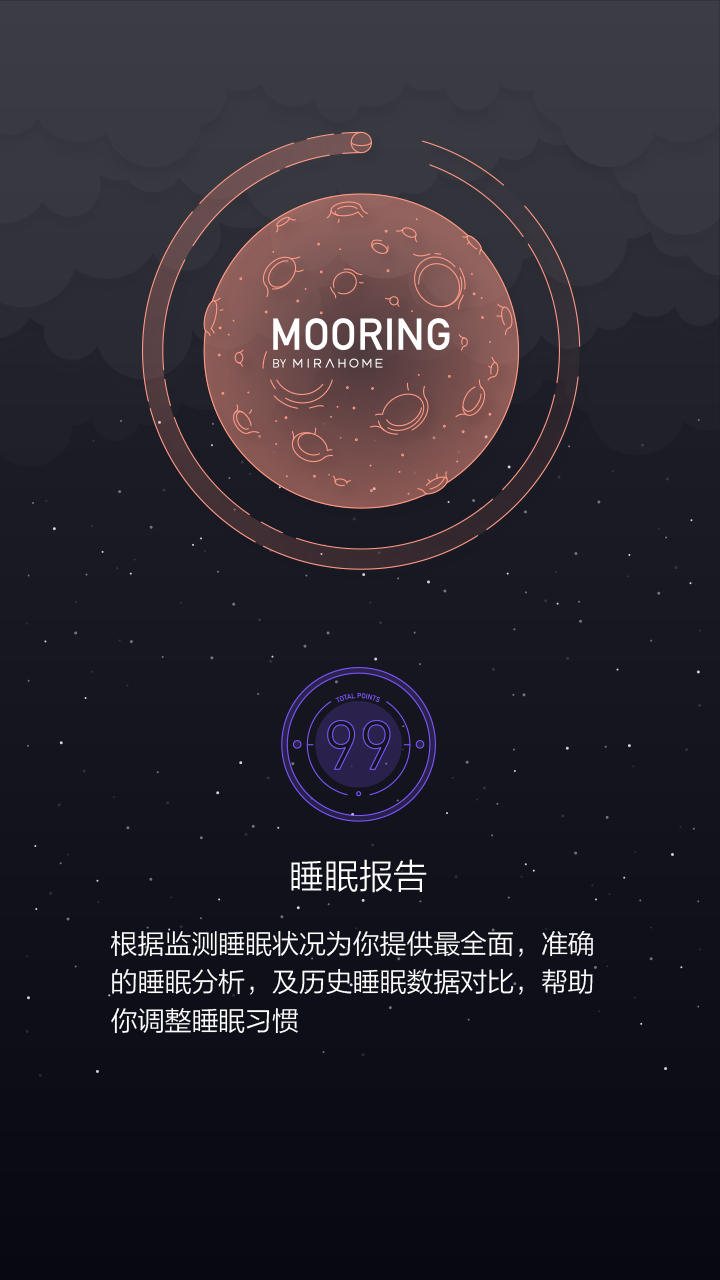 MOORING
BY MIRAHOME
TOTAL POINTS
99
睡眠报告
根据监测睡眠状况为你提供最全面，准确
的睡眠分析，及历史睡眠数据对比，帮助
你调整睡眠习惯